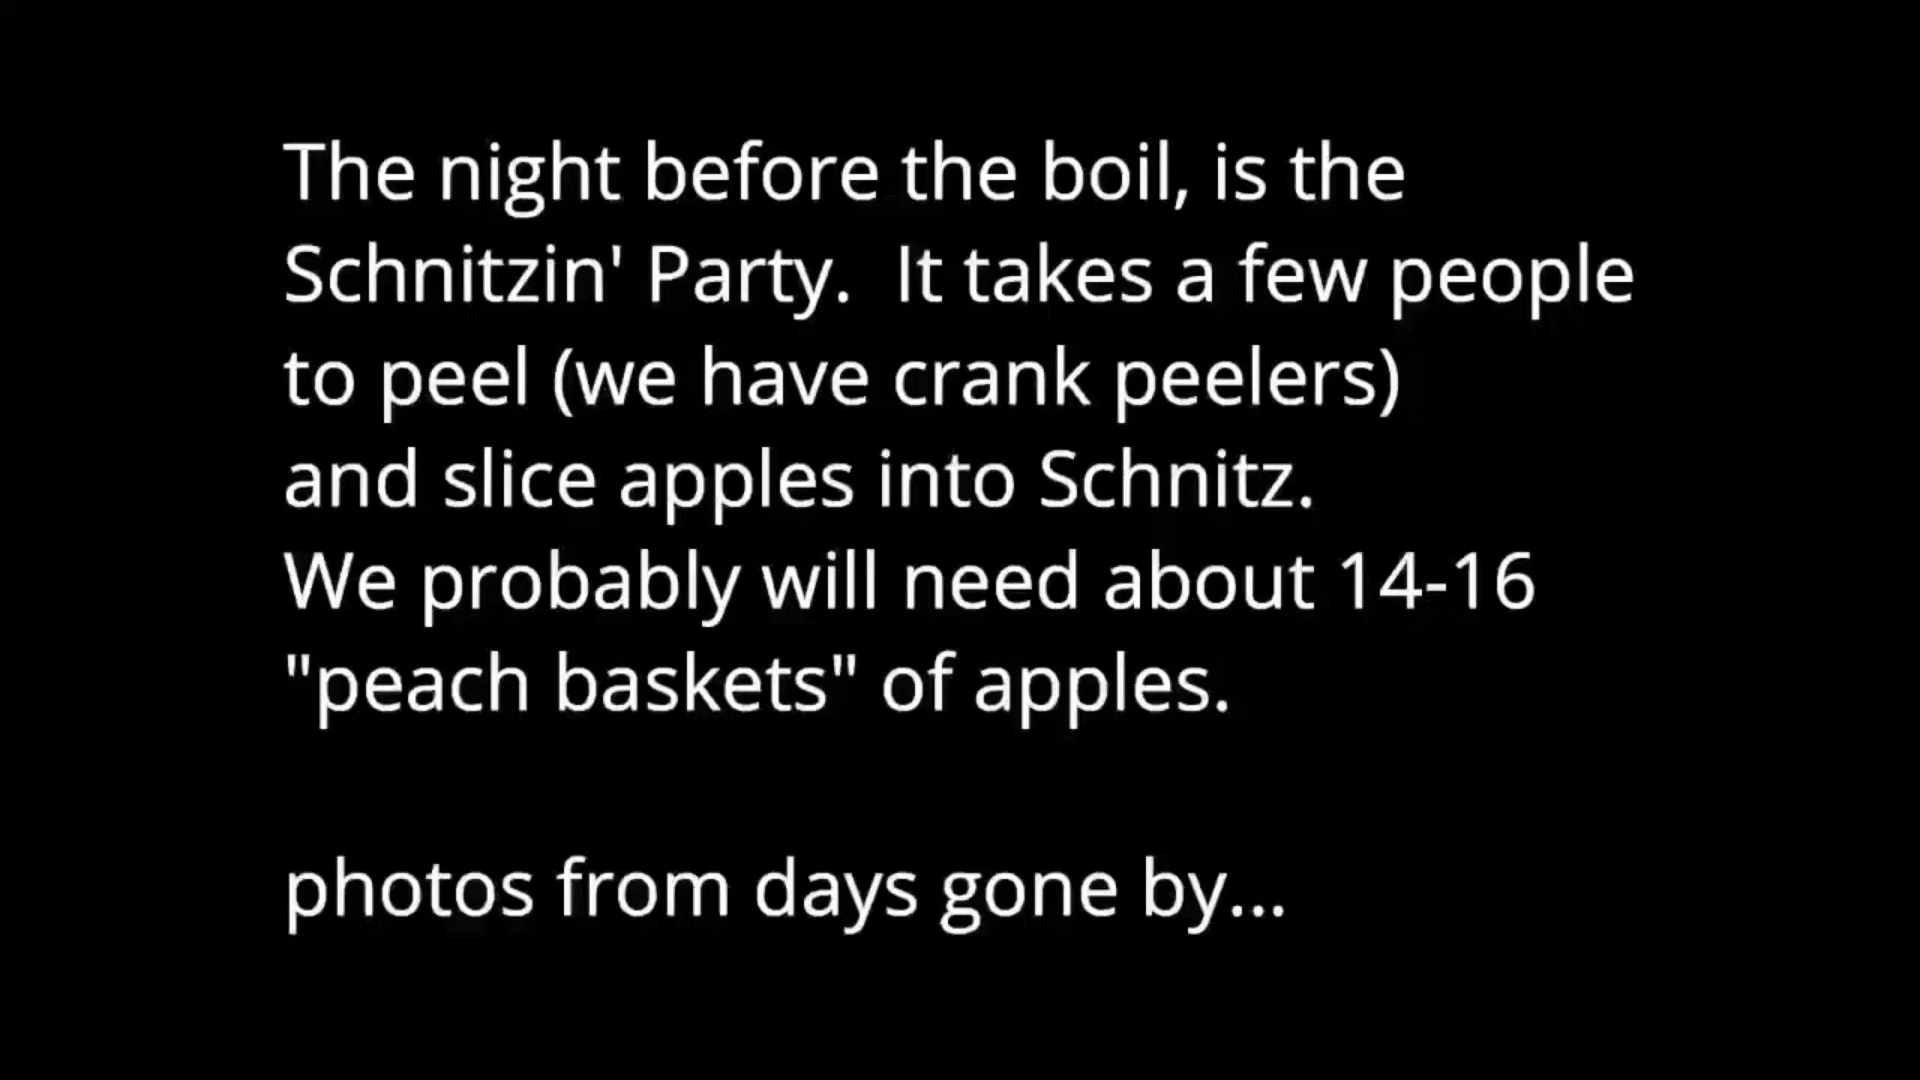 The night before the boil, is the
Schnitzin' Party.  It takes a few people
to peel (we have crank peelers)
and slice apples into Schnitz.
We probably will need about 14-16
"peach baskets" of apples.
photos from days gone by...